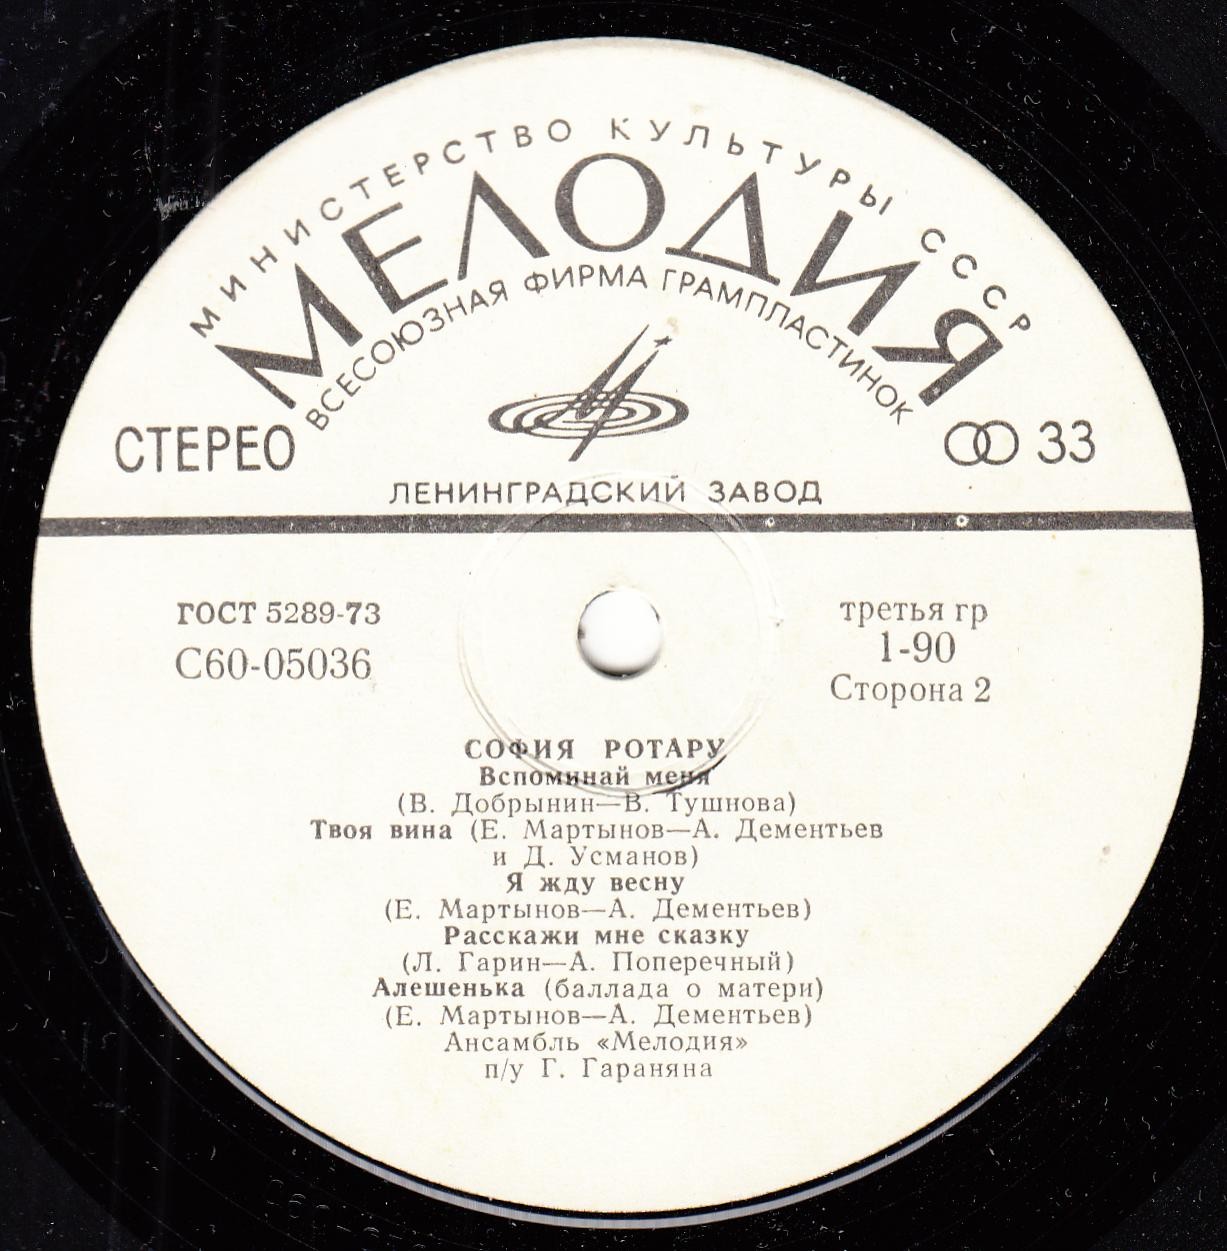 МИНИСТЕРСТВО КУЛЬТУРЫ СССР
МЕЛОДИЯ
ВСЕСОЮЗНАЯ ФИРМА ГРАМПЛАСТИНОК
СТЕРЕО
33
ЛЕНИНГРАДСКИЙ ЗАВОД
ГОСТ 5289-73
С60-05036
третья гр
1-90
Сторона 2
СОФИЯ РОТАРУ
Вспоминай меня
(В. Добрынин—В. Тушнова)
Твоя вина (Е. Мартынов—А. Дементьев
и Д. Усманов)
Я жду весну
(Е. Мартынов—А. Дементьев)
Расскажи мне сказку
(Л. Гарин—А. Поперечный)
Алешенька (баллада о матери)
(Е. Мартынов—А. Дементьев)
Ансамбль «Мелодия»
п/у Г. Гараняна